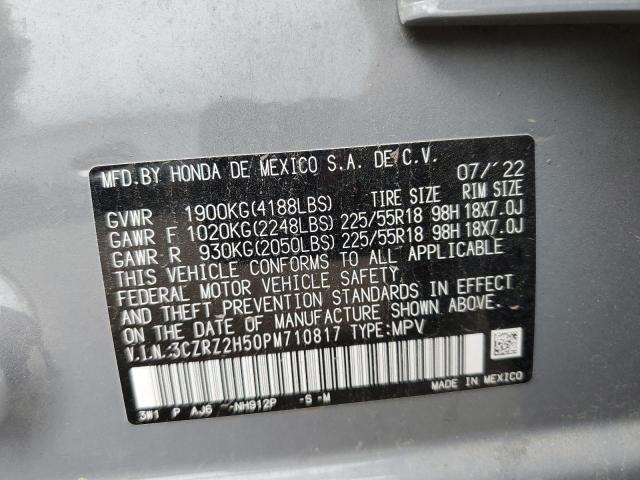 MFD.BY HONDA DE MEXICO S.A. DE C.V. 07/'22
TIRE SIZE RIM SIZE
GVWR 1900KG(4188LBS)
GAWR F 1020KG(2248LBS) 225/55R18 98H 18X7.0J
GAWR R 930KG(2050LBS) 225/55R18 98H 18X7.0J
THIS VEHICLE CONFORMS TO ALL APPLICABLE
FEDERAL MOTOR VEHICLE SAFETY
AND THEFT PREVENTION STANDARDS IN EFFECT
ON THE DATE OF MANUFACTURE SHOWN ABOVE.
V.I.N.:3CZRZ2H50PM710817 TYPE:MPV
3W1 P AJ6 -NH912P -S -M
MADE IN MEXICO